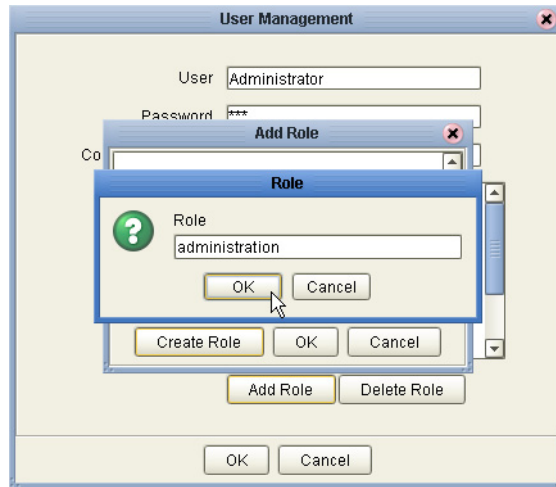 User Management
User Administrator
Password ***
Add Role
Co
Role
Role
administration
OK Cancel
Create Role OK Cancel
Add Role Delete Role
OK Cancel